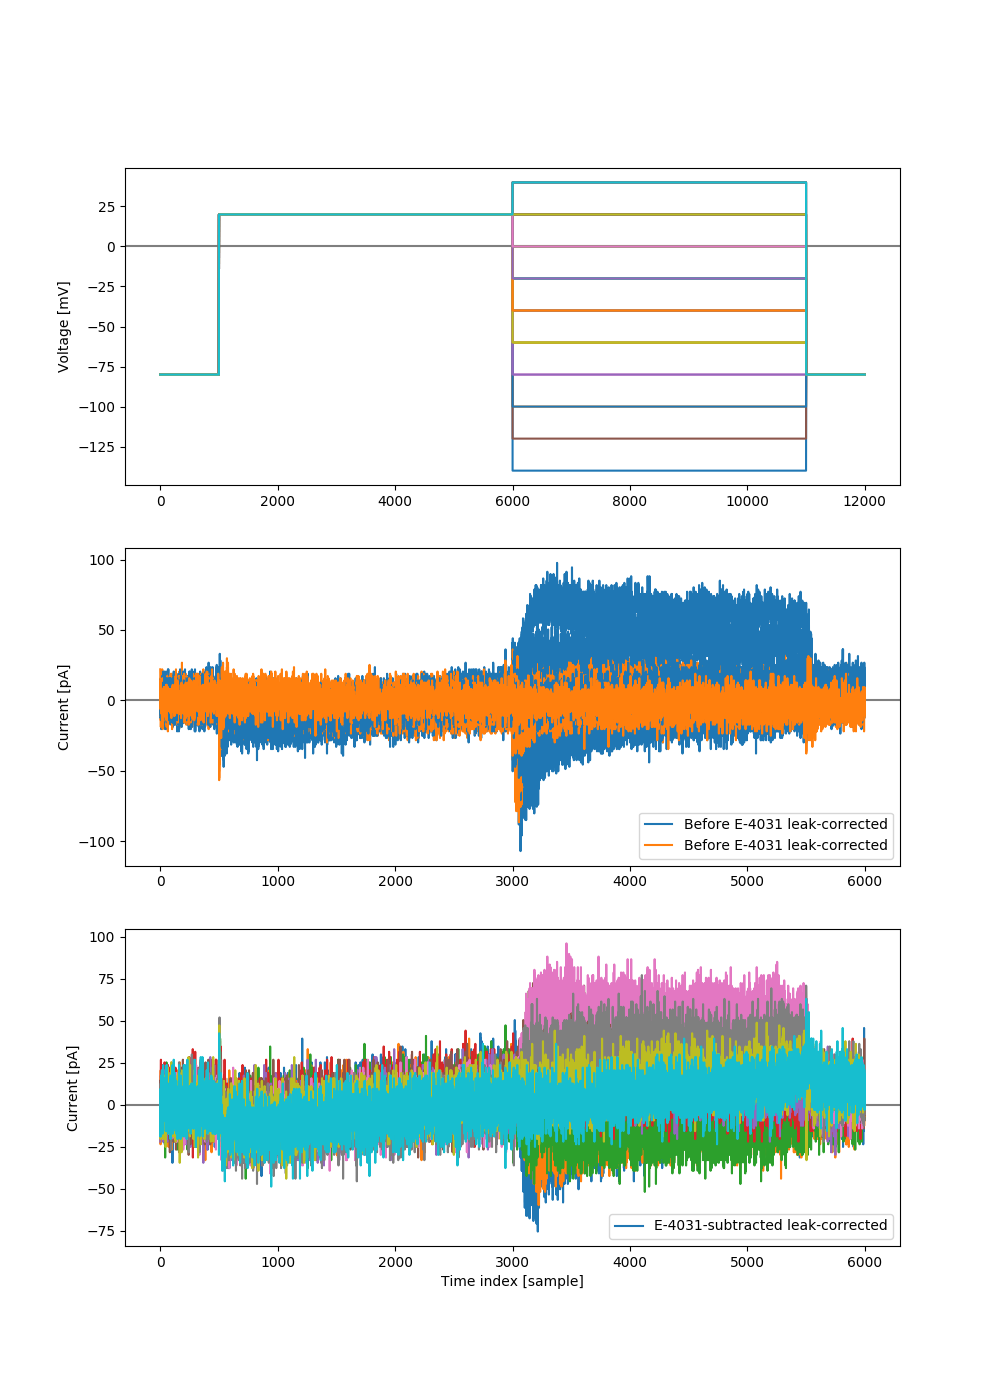 25
0
−25
−50
−75
−100
−125
Voltage [mV]
0 2000 4000 6000 8000 10000 12000
100
50
0
−50
−100
Current [pA]
Before E-4031 leak-corrected
Before E-4031 leak-corrected
0 1000 2000 3000 4000 5000 6000
100
75
50
25
0
−25
−50
−75
Current [pA]
E-4031-subtracted leak-corrected
0 1000 2000 3000 4000 5000 6000
Time index [sample]